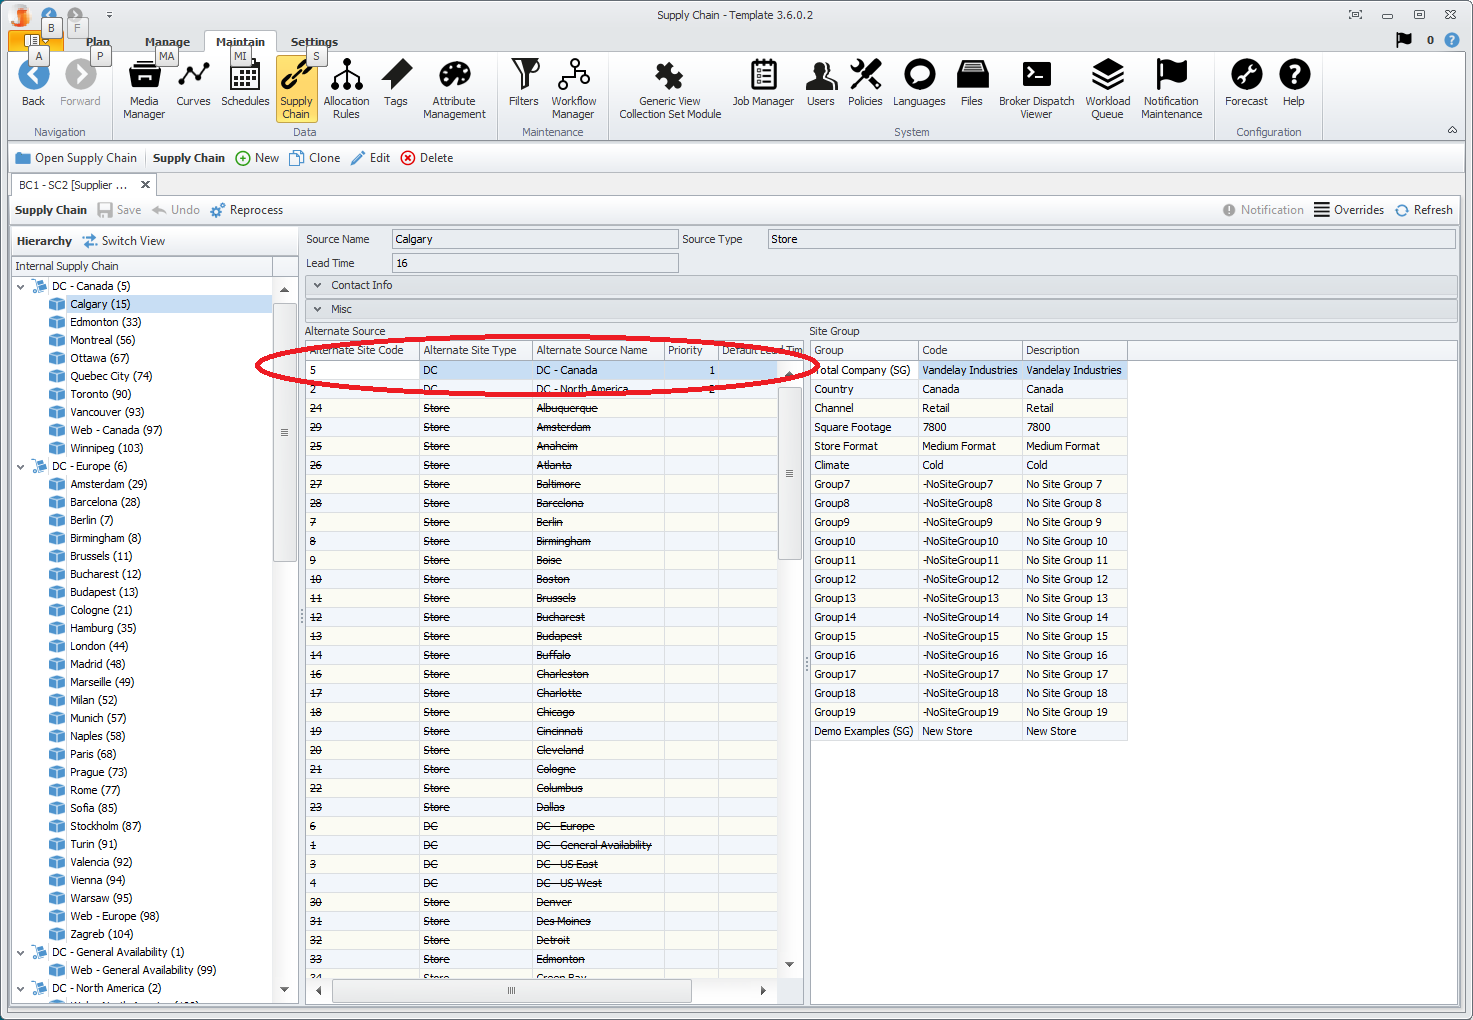 Supply Chain - Template 3.6.0.2
B F
Plan Manage Maintain Settings 0
A P MA MI S
Back Forward Media Manager Curves Schedules Supply Chain Allocation Rules Tags Attribute Management Filters Workflow Manager Generic View Collection Set Module Job Manager Users Policies Languages Files Broker Dispatch Viewer Workload Queue Notification Maintenance Forecast Help
Navigation Data Maintenance System Configuration
Open Supply Chain Supply Chain New Clone Edit Delete
BC1 - SC2 [Supplier ...
Supply Chain Save Undo Reprocess Notification Overrides Refresh
Hierarchy Switch View
Internal Supply Chain
DC - Canada (5)
Calgary (15)
Edmonton (33)
Montreal (56)
Ottawa (67)
Quebec City (74)
Toronto (90)
Vancouver (93)
Web - Canada (97)
Winnipeg (103)
DC - Europe (6)
Amsterdam (29)
Barcelona (28)
Berlin (7)
Birmingham (8)
Brussels (11)
Bucharest (12)
Budapest (13)
Cologne (21)
Hamburg (35)
London (44)
Madrid (48)
Marseille (49)
Milan (52)
Munich (57)
Naples (58)
Paris (68)
Prague (73)
Rome (77)
Sofia (85)
Stockholm (87)
Turin (91)
Valencia (92)
Vienna (94)
Warsaw (95)
Web - Europe (98)
Zagreb (104)
DC - General Availability (1)
Web - General Availability (99)
DC - North America (2)
Source Name Calgary Source Type Store
Lead Time 16
Contact Info
Misc
Alternate Source
Alternate Site Code Alternate Site Type Alternate Source Name Priority Default Lead Tim
5 DC DC - Canada 1
2 DC DC - North America 2
24 Store Albuquerque
29 Store Amsterdam
25 Store Anaheim
26 Store Atlanta
27 Store Baltimore
28 Store Barcelona
7 Store Berlin
8 Store Birmingham
9 Store Boise
10 Store Boston
11 Store Brussels
12 Store Bucharest
13 Store Budapest
14 Store Buffalo
16 Store Charleston
17 Store Charlotte
18 Store Chicago
19 Store Cincinnati
20 Store Cleveland
21 Store Cologne
22 Store Columbus
23 Store Dallas
6 DC DC - Europe
1 DC DC - General Availability
3 DC DC - US East
4 DC DC - US West
30 Store Denver
31 Store Des Moines
32 Store Detroit
33 Store Edmonton
34 Store Green Bay
Site Group
Group Code Description
Total Company (SG) Vandelay Industries Vandelay Industries
Country Canada Canada
Channel Retail Retail
Square Footage 7800 7800
Store Format Medium Format Medium Format
Climate Cold Cold
Group7 -NoSiteGroup7 No Site Group 7
Group8 -NoSiteGroup8 No Site Group 8
Group9 -NoSiteGroup9 No Site Group 9
Group10 -NoSiteGroup10 No Site Group 10
Group11 -NoSiteGroup11 No Site Group 11
Group12 -NoSiteGroup12 No Site Group 12
Group13 -NoSiteGroup13 No Site Group 13
Group14 -NoSiteGroup14 No Site Group 14
Group15 -NoSiteGroup15 No Site Group 15
Group16 -NoSiteGroup16 No Site Group 16
Group17 -NoSiteGroup17 No Site Group 17
Group18 -NoSiteGroup18 No Site Group 18
Group19 -NoSiteGroup19 No Site Group 19
Demo Examples (SG) New Store New Store